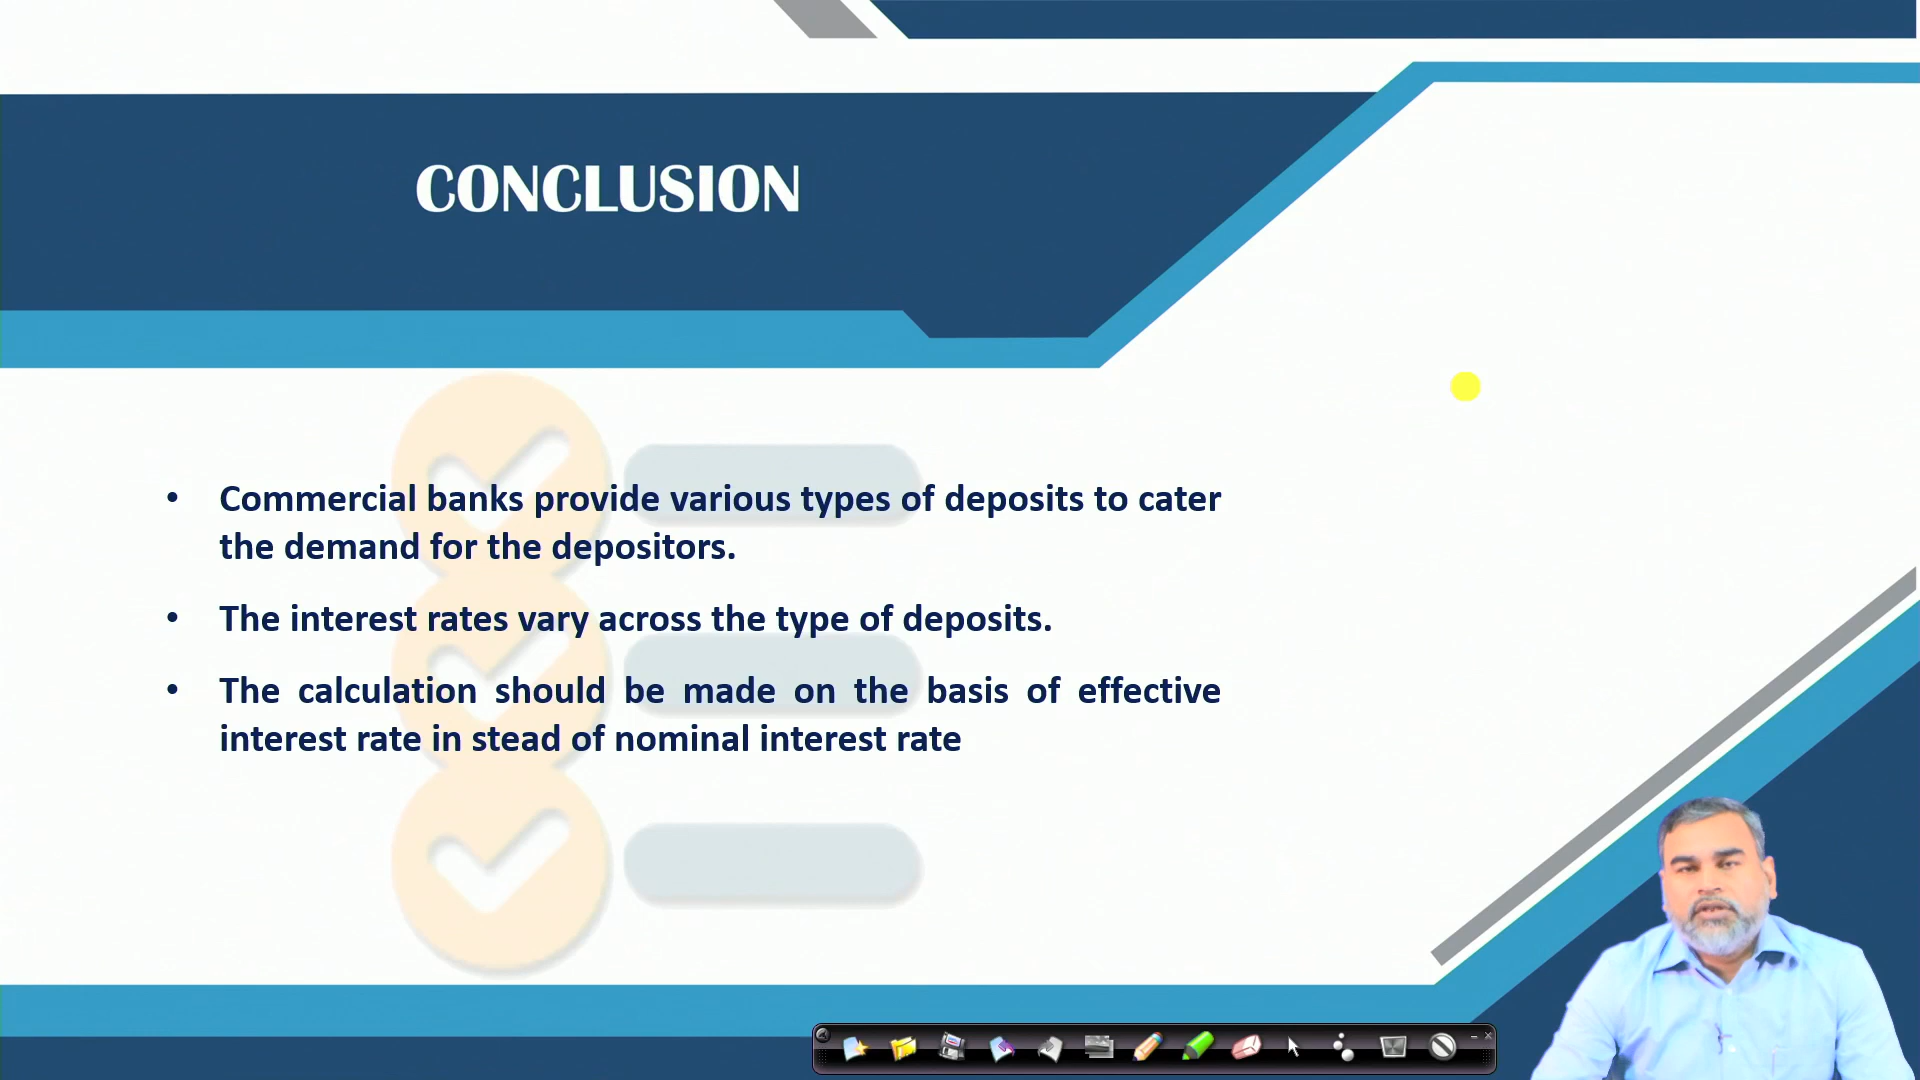 CONCLUSION
• Commercial banks provide various types of deposits to cater
the demand for the depositors.
• The interest rates vary across the type of deposits.
• The calculation should be made on the basis of effective
interest rate in stead of nominal interest rate